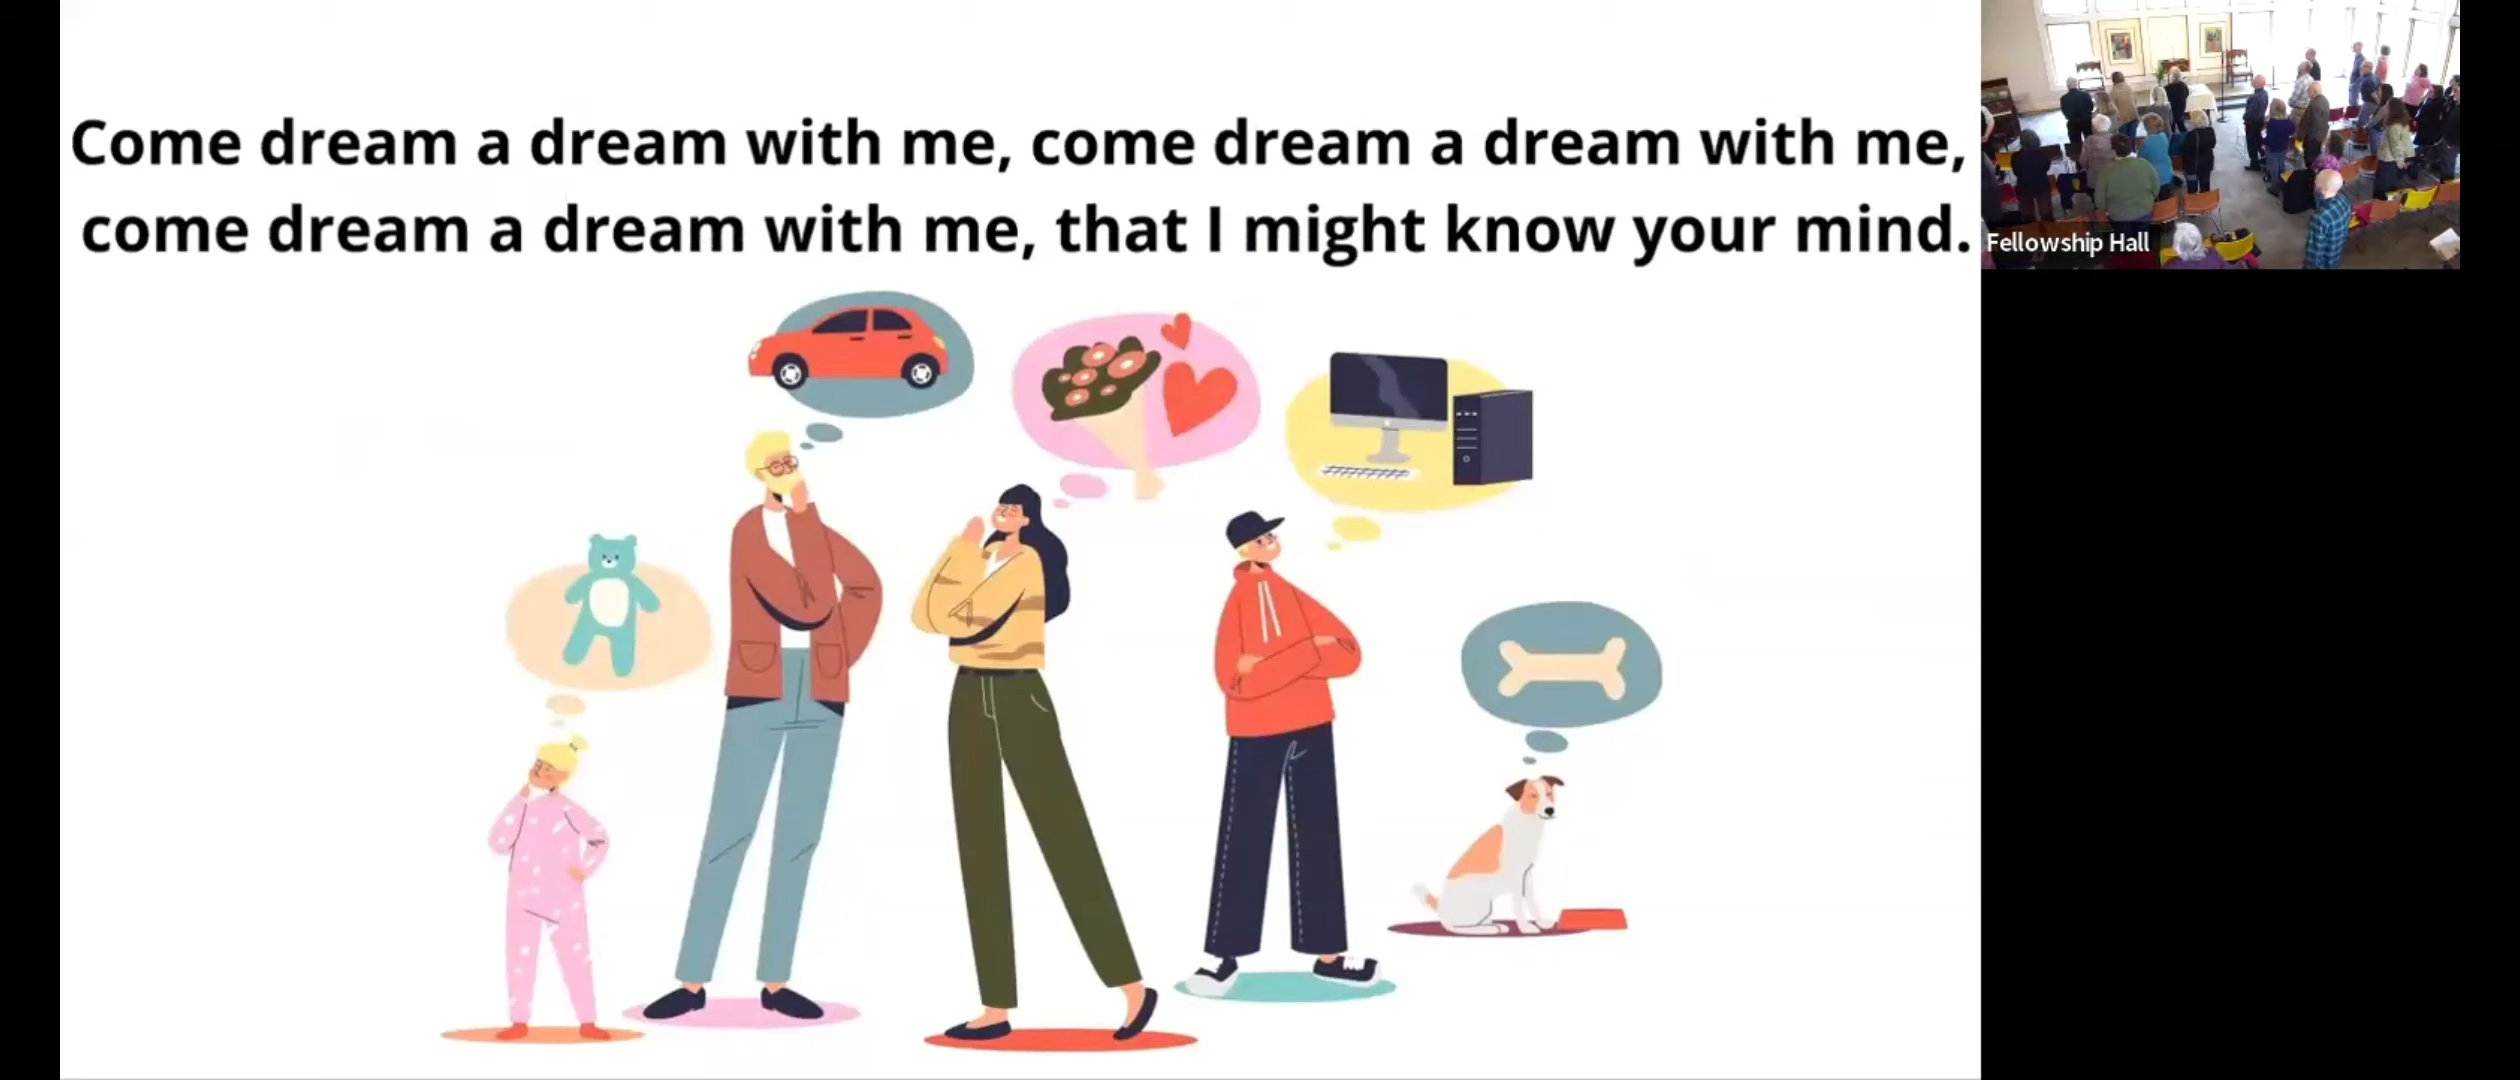 Come dream a dream with me, come dream a dream with me,
come dream a dream with me, that I might know your mind.
Fellowship Hall